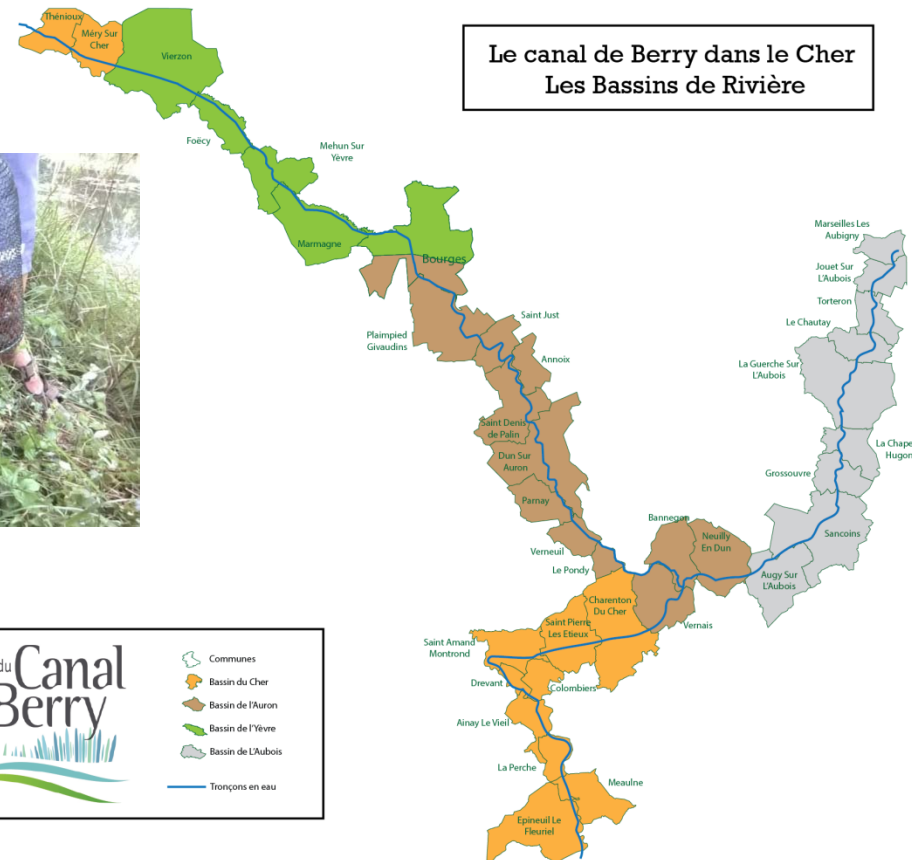 Le canal de Berry dans le Cher
Les Bassins de Rivière
Thénioux
Méry Sur
Cher
Vierzon
Foëcy
Mehun Sur
Yèvre
Marmagne
Bourges
Plaimpied
Givaudins
Saint Just
Annoix
Saint Denis
de Palin
Dun Sur
Auron
Parnay
Verneuil
Le Pondy
Bannegon
Neuilly
En Dun
Vernais
Charenton
Du Cher
Saint Pierre
Les Etieux
Saint Amand
Montrond
Drevant
Colombiers
Ainay Le Vieil
La Perche
Meaulne
Epineuil Le
Fleuriel
Marseilles Les
Aubigny
Jouet Sur
L'Aubois
Torteron
Le Chautay
La Guerche Sur
L'Aubois
La Chape
Hugon
Grossouvre
Sancoins
Augy Sur
L'Aubois
du Canal
Berry
Communes
Bassin du Cher
Bassin de l'Auron
Bassin de l'Yèvre
Bassin de L'Aubois
Tronçons en eau